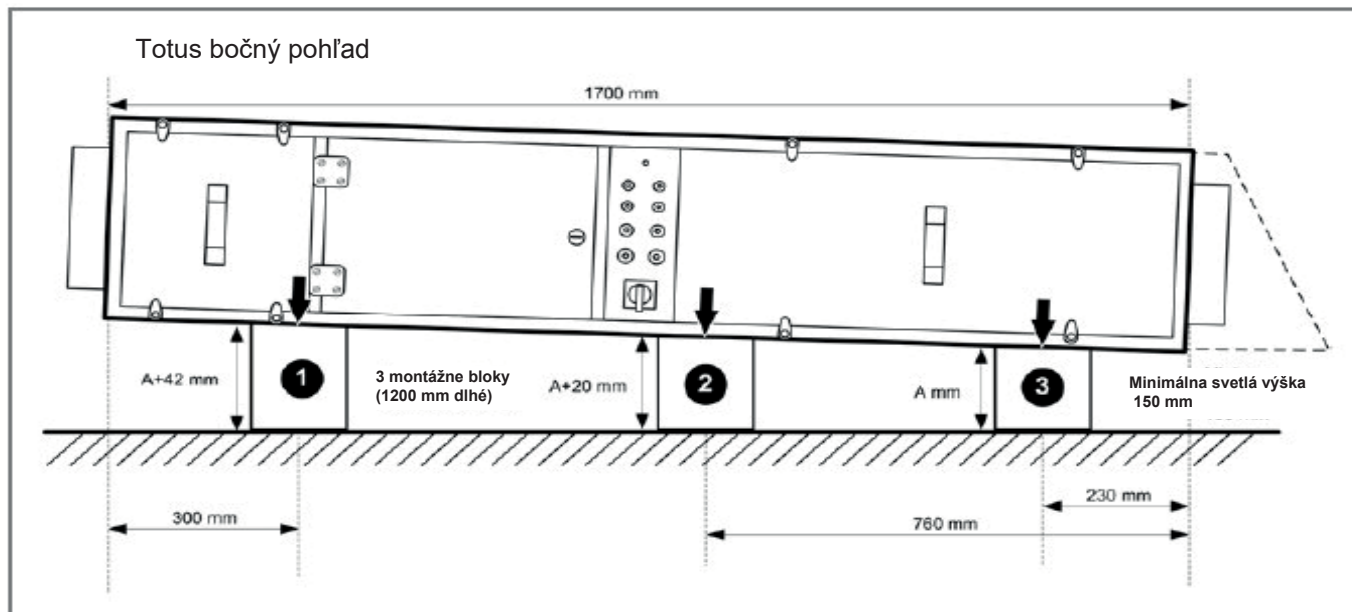 Totus bočný pohľad
1700 mm
A+42 mm
1
3 montážne bloky
(1200 mm dlhé)
A+20 mm
2
A mm
3
Minimálna svetlá výška
150 mm
300 mm
230 mm
760 mm